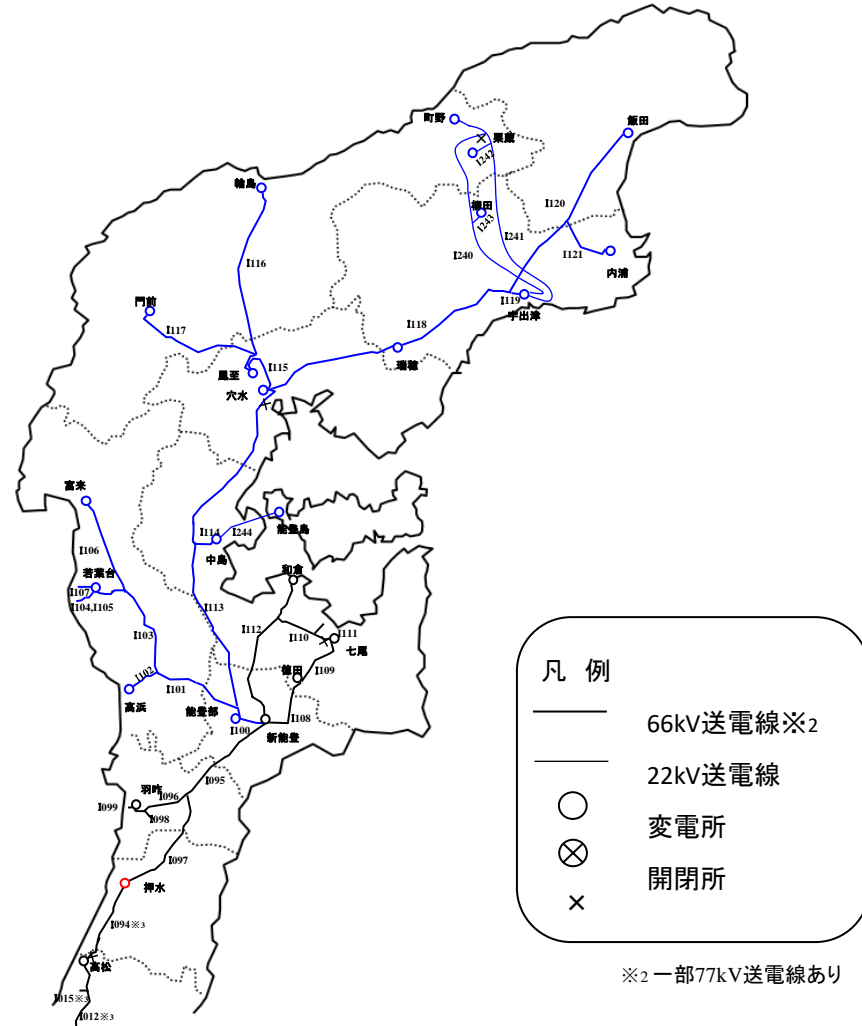 町野
飯田
粟蔵
I242
輪島
徳田
I243
I120
I241
I240
I121
内浦
I116
I119
宇出津
門前
I117
I118
I115
瑞穂
鳳至
穴水
富来
能登島
I114
I244
中島
I106
和倉
若葉台
I107
I104,I105
I113
I112
I110
I111
七尾
I103
I109
徳田
I102
I101
高浜
能登部
I100
新能登
I108
I095
羽咋
I096
I099
I098
I097
押水
I094※3
高松
I015※3
I012※3
凡 例
66kV送電線※2
22kV送電線
変電所
開閉所
×
※2 一部77kV送電線あり